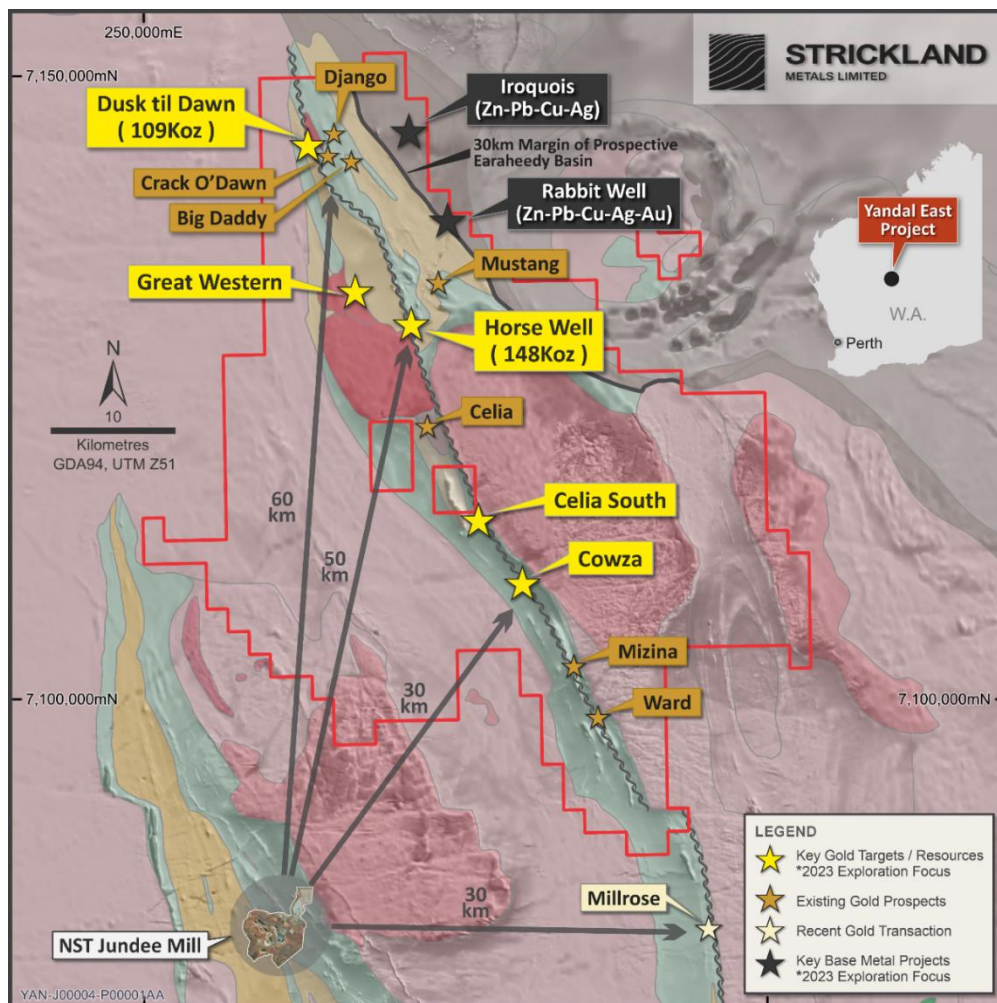 250,000mE
7,150,000mN
STRICKLAND
METALS LIMITED
Django
Dusk til Dawn
( 109Koz )
Iroquois
(Zn-Pb-Cu-Ag)
30km Margin of Prospective
Earaheedy Basin
Crack O'Dawn
Big Daddy
Rabbit Well
(Zn-Pb-Cu-Ag-Au)
Yandal East
Project
W.A.
Perth
Mustang
Great Western
Horse Well
( 148Koz )
N
10
Kilometres
GDA94, UTM Z51
Celia
60
km
50
km
Celia South
Cowza
Mizina
30
km
Ward
7,100,000mN
7,100,000mN
LEGEND
Key Gold Targets / Resources
*2023 Exploration Focus
Existing Gold Prospects
Recent Gold Transaction
Key Base Metal Projects
*2023 Exploration Focus
30
km
Millrose
NST Jundee Mill
YAN-J00004-P00001AA